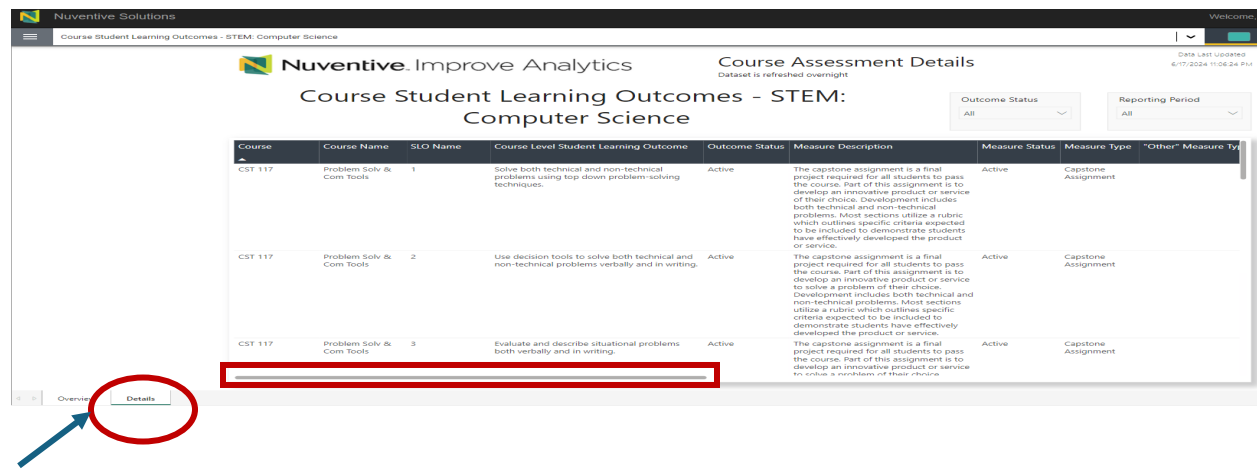 Nuventive Solutions
Welcome,
Course Student Learning Outcomes - STEM: Computer Science
Data Last Updated
6/17/2024 11:06:24 PM
Nuventive. Improve Analytics
Course Assessment Details
Dataset is refreshed overnight
Course Student Learning Outcomes - STEM:
Computer Science
Outcome Status
All
Reporting Period
All
Course Course Name SLO Name Course Level Student Learning Outcome Outcome Status Measure Description Measure Status Measure Type "Other" Measure Typ
CST 117
Problem Solv &
Com Tools
1
Solve both technical and non-technical
problems using top down problem-solving
techniques.
Active
The capstone assignment is a final
project required for all students to pass
the course. Part of this assignment is to
develop an innovative product or service
of their choice. Development includes
both technical and non-technical
problems. Most sections utilize a rubric
which outlines specific criteria expected
to be included to demonstrate students
have effectively developed the product
or service.
Active
Capstone
Assignment
CST 117
Problem Solv &
Com Tools
2
Use decision tools to solve both technical and
non-technical problems verbally and in writing.
Active
The capstone assignment is a final
project required for all students to pass
the course. Part of this assignment is to
develop an innovative product or service
to solve a problem of their choice.
Development includes both technical and
non-technical problems. Most sections
utilize a rubric which outlines specific
criteria expected to be included to
demonstrate students have effectively
developed the product or service.
Active
Capstone
Assignment
CST 117
Problem Solv &
Com Tools
3
Evaluate and describe situational problems
both verbally and in writing.
Active
The capstone assignment is a final
project required for all students to pass
the course. Part of this assignment is to
develop an innovative product or service
to solve a problem of their choice.
Active
Capstone
Assignment
Overview
Details